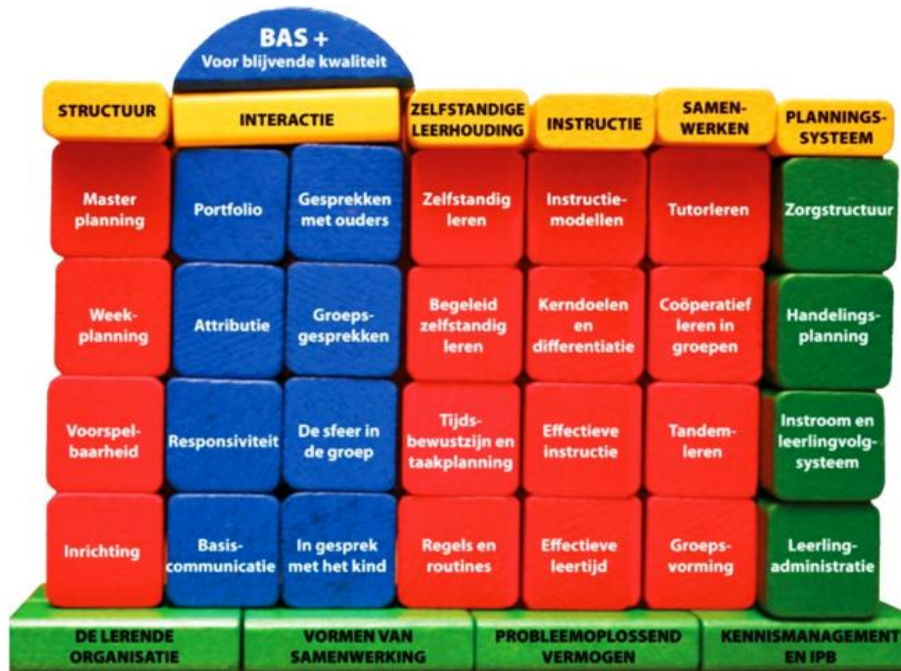 BAS +
Voor blijvende kwaliteit
STRUCTUUR
INTERACTIE
ZELFSTANDIGE
LEERHOUDING
INSTRUCTIE
SAMEN-
WERKEN
PLANNINGS-
SYSTEEM
Master
planning
Portfolio
Gesprekken
met ouders
Zelfstandig
leren
Instructie-
modellen
Tutorleren
Zorgstructuur
Week-
planning
Attributie
Groeps-
gesprekken
Begeleid
zelfstandig
leren
Kerndoelen
en
differentiatie
Coöperatief
leren in
groepen
Handelings-
planning
Voorspel-
baarheid
Responsiviteit
De sfeer in
de groep
Tijds-
bewustzijn en
taakplanning
Effectieve
instructie
Tandem-
leren
Instroom en
leerlingvolg-
systeem
Inrichting
Basis-
communicatie
In gesprek
met het kind
Regels en
routines
Effectieve
leertijd
Groeps-
vorming
Leerling-
administratie
DE LERENDE
ORGANISATIE
VORMEN VAN
SAMENWERKING
PROBLEEMOPLOSSEND
VERMOGEN
KENNISMANAGEMENT
EN IPB